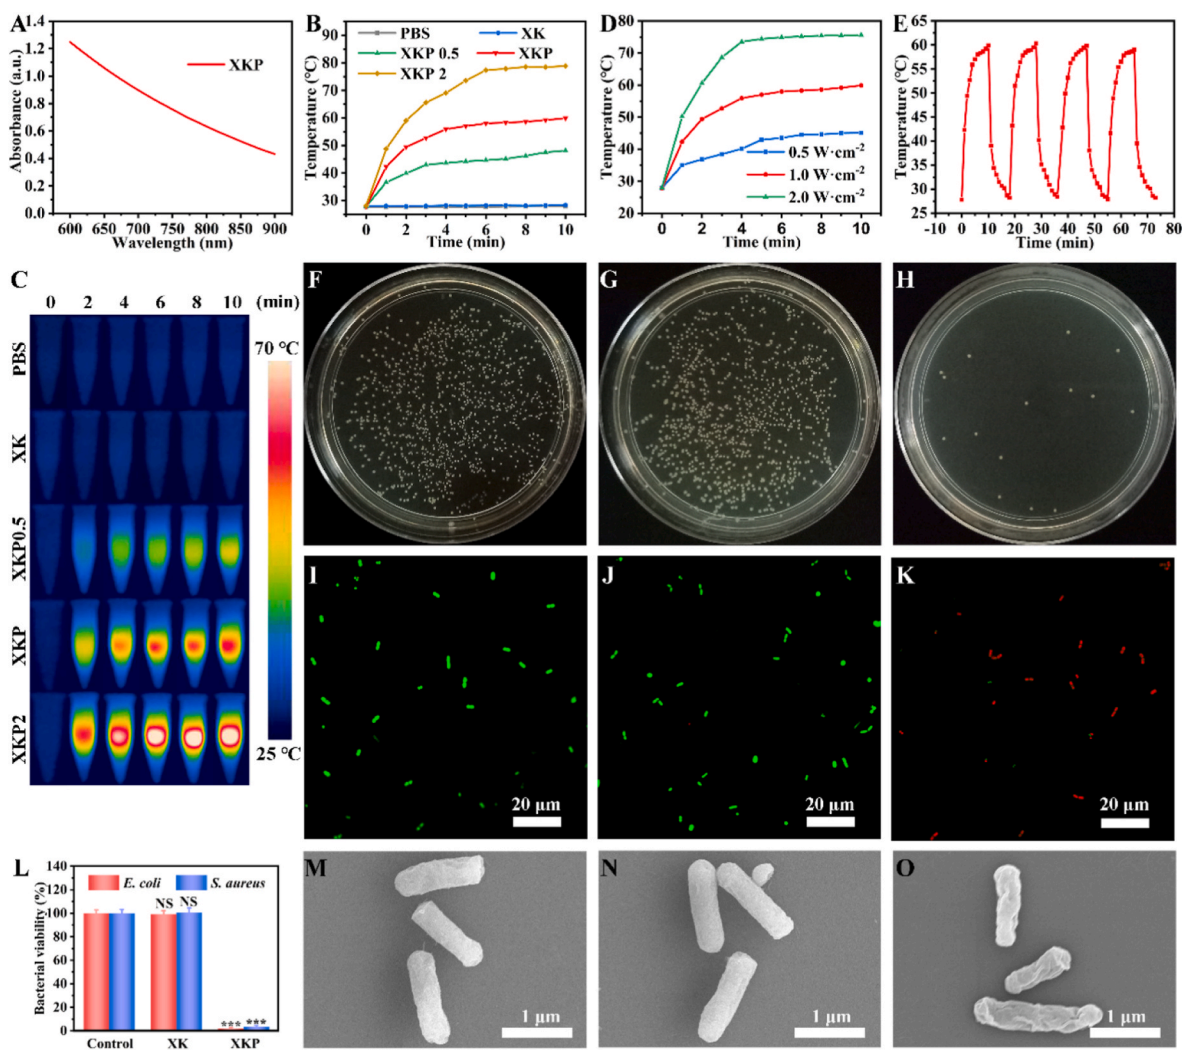 A
1.4
1.2
1.0
0.8
0.6
0.4
0.2
0.0
Absorbance (a.u.)
XKP
600 650 700 750 800 850 900
Wavelength (nm)
B
80
70
60
50
40
30
Temperature (℃)
PBS XK
XKP 0.5 XKP
XKP 2
0 2 4 6 8 10
Time (min)
D
80
70
60
50
40
30
20
Temperature (℃)
0.5 W·cm-2
1.0 W·cm-2
2.0 W·cm-2
0 2 4 6 8 10
Time (min)
E
65
60
55
50
45
40
35
30
25
Temperature (℃)
-10 0 10 20 30 40 50 60 70 80
Time (min)
C
0 2 4 6 8 10 (min)
PBS
XK
XKP0.5
XKP
XKP2
70 ℃
25 ℃
F
G
H
I
20 μm
J
20 μm
K
20 μm
L
140
120
100
80
60
40
20
0
Bacterial viability (%)
E. coli S. aureus
NS NS
*** ***
Control XK XKP
M
1 μm
N
1 μm
O
1 μm